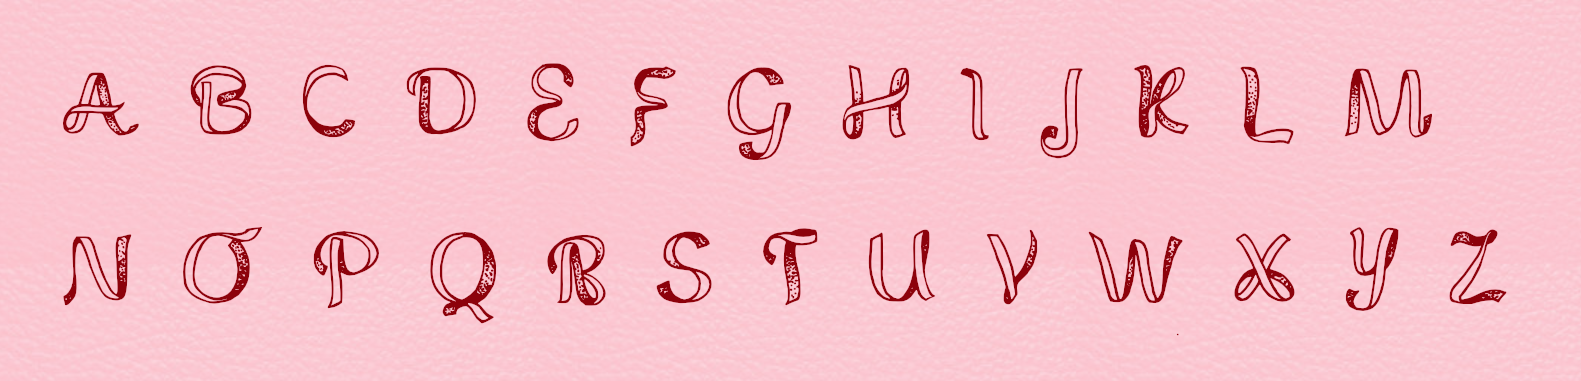 A B C D E F G H I J K L M
N O P Q R S T U V W X Y Z